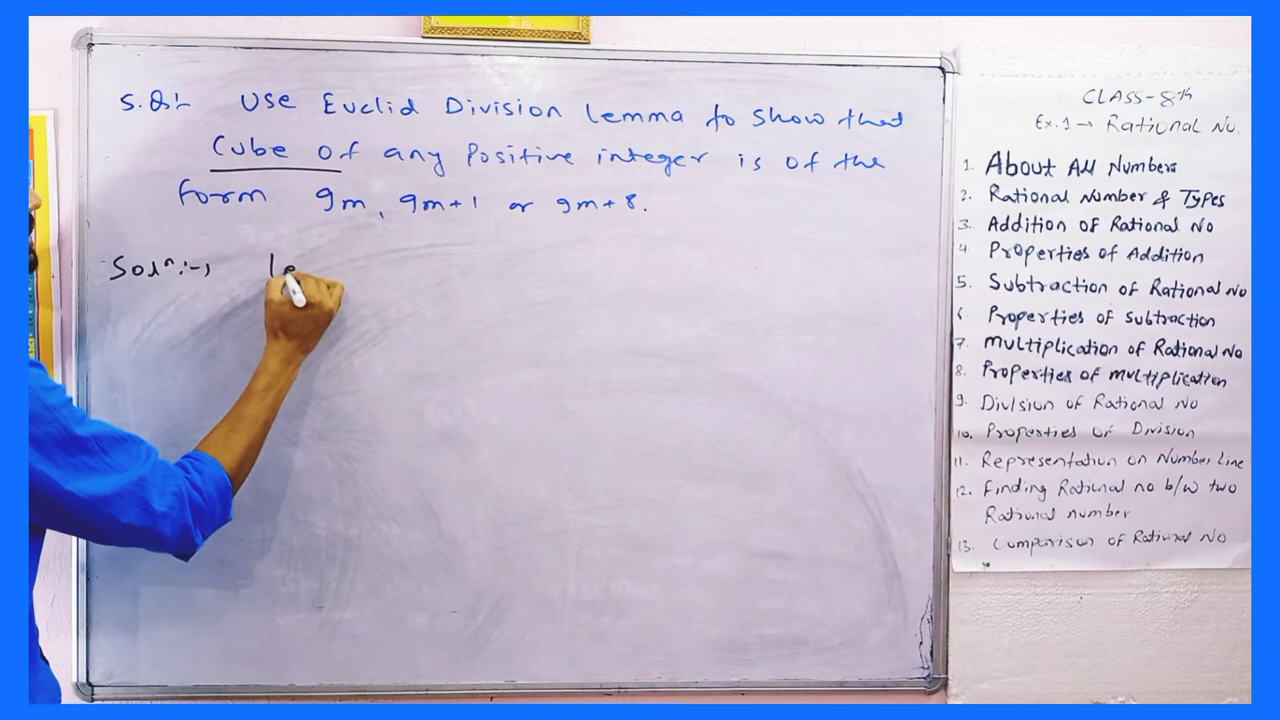 5. Q:- Use Euclid Division lemma to show that
Cube of any Positive integer is of the
form 9m, 9m+1 or 9m+8.
Solⁿ:-, Le
CLASS-8th
Ex.1→ Rational No.
1. About All Numbers
2. Rational Number & Types
3. Addition of Rational No
4. Properties of Addition
5. Subtraction of Rational No
6. Properties of Subtraction
7. Multiplication of Rational No
8. Properties of multiplication
9. Division of Rational No
10. Properties of Division
11. Representation on Number Line
12. Finding Rational no b/w two
Rational number
13. Comparison of Rational No